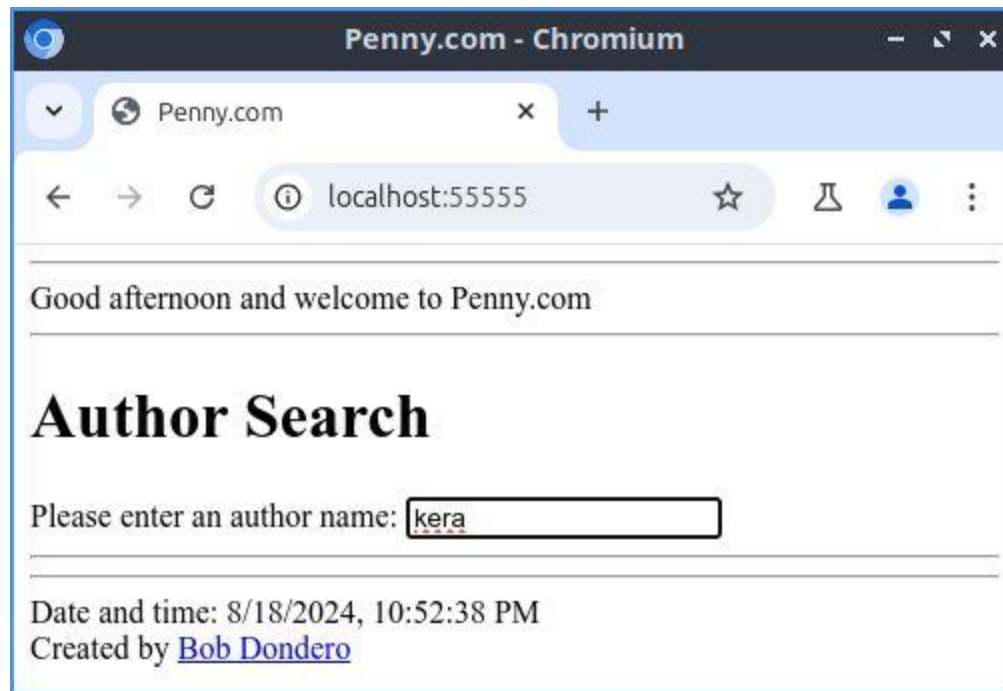 Penny.com - Chromium
Penny.com
localhost:55555
Good afternoon and welcome to Penny.com
Author Search
Please enter an author name: kera
Date and time: 8/18/2024, 10:52:38 PM
Created by Bob Dondero